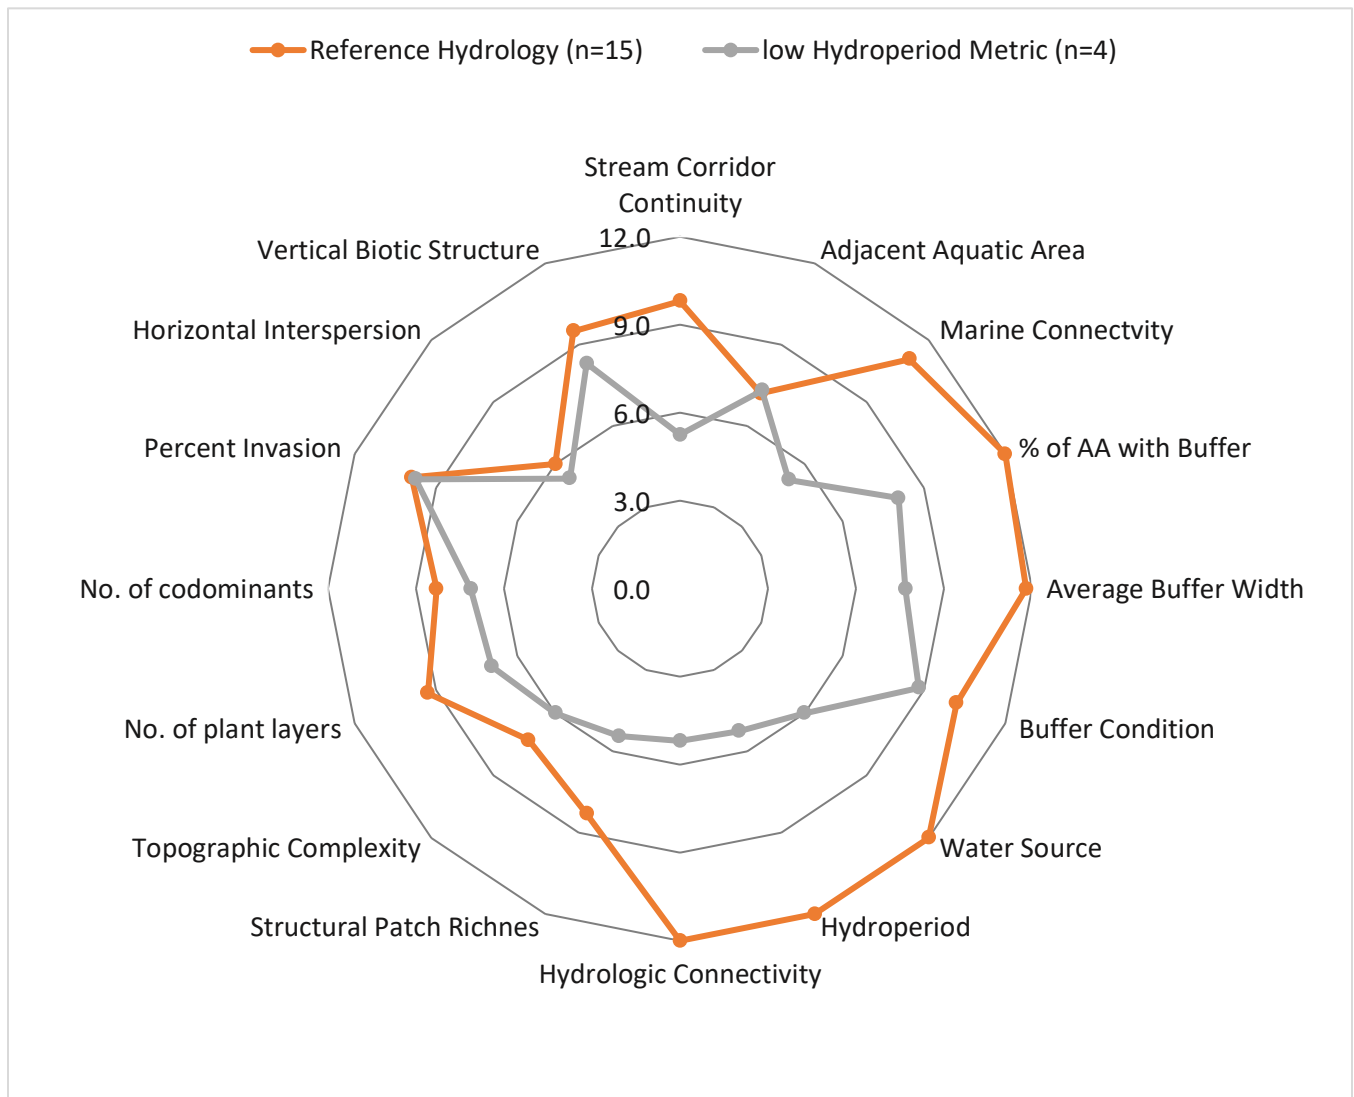 Reference Hydrology (n=15)
low Hydroperiod Metric (n=4)
Stream Corridor
Continuity
Adjacent Aquatic Area
Marine Connectvity
% of AA with Buffer
Average Buffer Width
Buffer Condition
Water Source
Hydroperiod
Hydrologic Connectivity
Structural Patch Richnes
Topographic Complexity
No. of plant layers
No. of codominants
Percent Invasion
Horizontal Interspersion
Vertical Biotic Structure
12.0
9.0
6.0
3.0
0.0